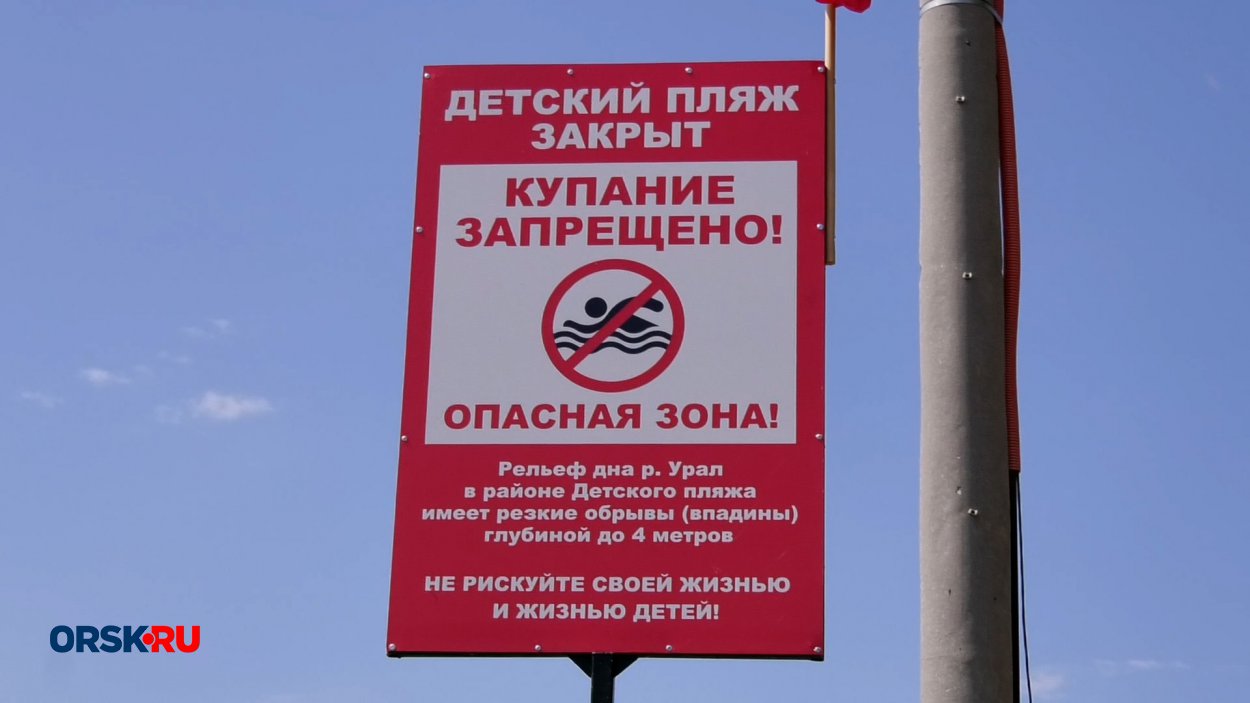 ДЕТСКИЙ ПЛЯЖ
ЗАКРЫТ
КУПАНИЕ
ЗАПРЕЩЕНО!
ОПАСНАЯ ЗОНА!
Рельеф дна р. Урал
в районе Детского пляжа
имеет резкие обрывы (впадины)
глубиной до 4 метров
НЕ РИСКУЙТЕ СВОЕЙ ЖИЗНЬЮ
И ЖИЗНЬЮ ДЕТЕЙ!
ORSK.RU